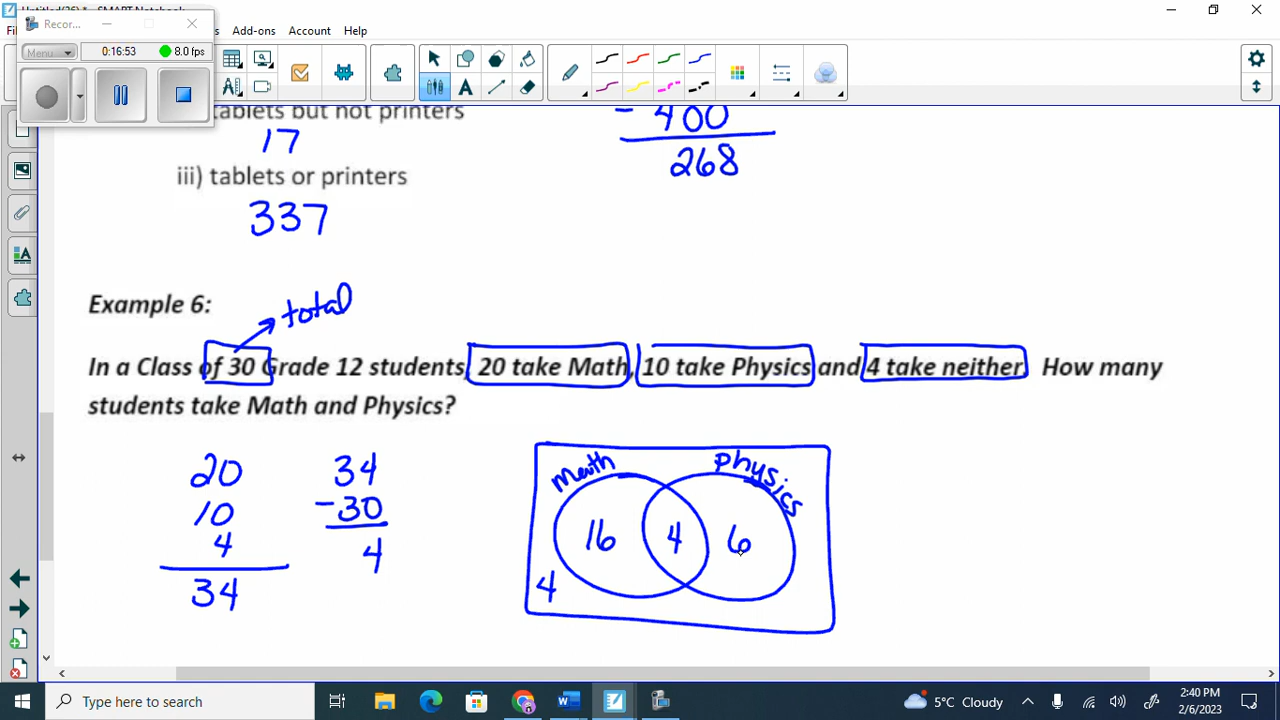 Untitled(26)* - SMART Notebook
Recor...
Add-ons Account Help
Menu 0:16:53 8.0 fps
tablets but not printers
17
- 400
268
iii) tablets or printers
337
Example 6:
total
In a Class of 30 Grade 12 students, 20 take Math, 10 take Physics and 4 take neither. How many
students take Math and Physics?
20
10
4
34
34
-30
4
math physics
16 4 6
4
Type here to search
5°C Cloudy
2:40 PM
2/6/2023